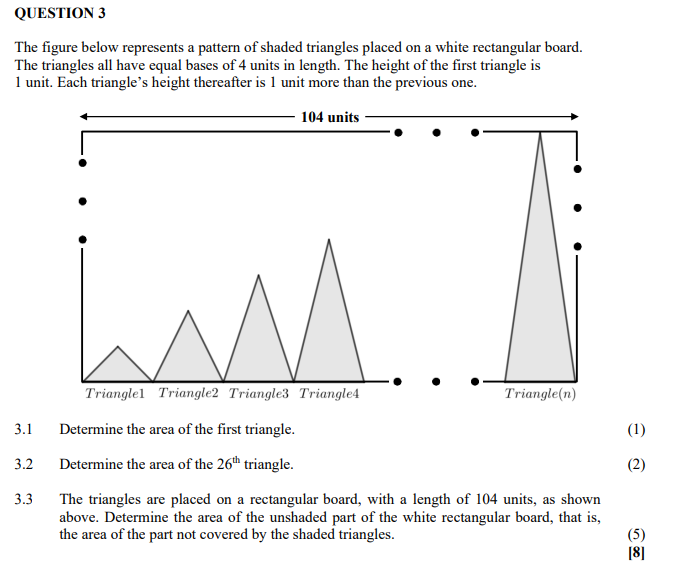 QUESTION 3
The figure below represents a pattern of shaded triangles placed on a white rectangular board.
The triangles all have equal bases of 4 units in length. The height of the first triangle is
1 unit. Each triangle's height thereafter is 1 unit more than the previous one.
104 units
Triangle1 Triangle2 Triangle3 Triangle4 Triangle(n)
3.1 Determine the area of the first triangle. (1)
3.2 Determine the area of the 26th triangle. (2)
3.3 The triangles are placed on a rectangular board, with a length of 104 units, as shown
above. Determine the area of the unshaded part of the white rectangular board, that is,
the area of the part not covered by the shaded triangles. (5)
[8]